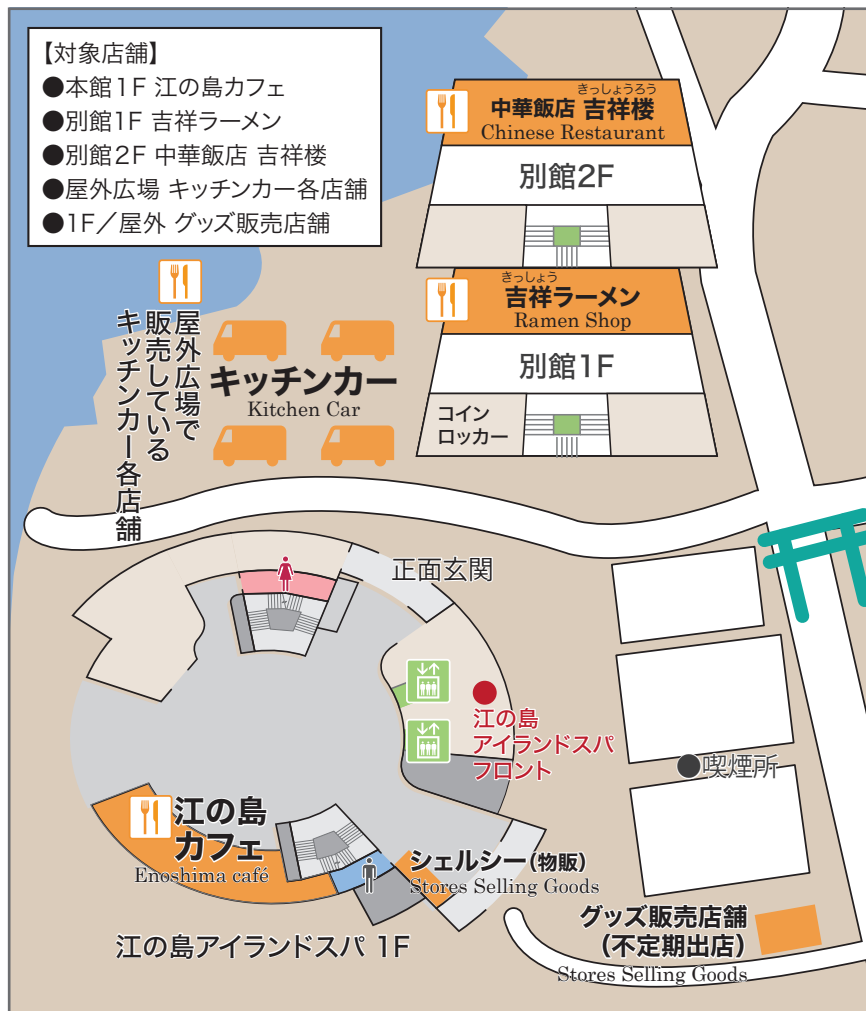 【対象店舗】
●本館1F 江の島カフェ
●別館1F 吉祥ラーメン
●別館2F 中華飯店 吉祥楼
●屋外広場 キッチンカー各店舗
●1F／屋外 グッズ販売店舗
きっしょうろう
中華飯店 吉祥楼
Chinese Restaurant
別館2F
きっしょう
吉祥ラーメン
Ramen Shop
別館1F
コイン
ロッカー
屋外広場で
販売している
キッチンカー各店舗
キッチンカー
Kitchen Car
正面玄関
江の島
アイランドスパ
フロント
喫煙所
江の島
カフェ
Enoshima café
シェルシー（物販）
Stores Selling Goods
江の島アイランドスパ 1F
グッズ販売店舗
（不定期出店）
Stores Selling Goods